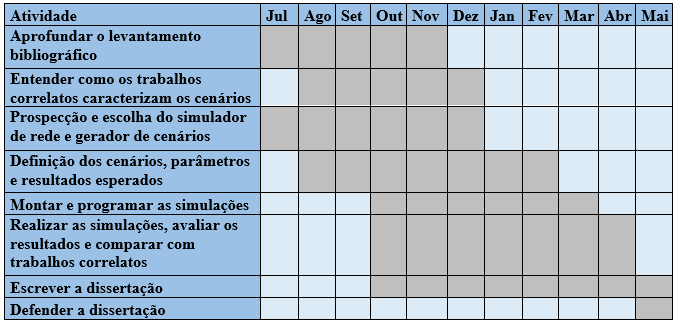 Atividade Jul Ago Set Out Nov Dez Jan Fev Mar Abr Mai
Aprofundar o levantamento
bibliográfico
Entender como os trabalhos
correlatos caracterizam os cenários
Prospecção e escolha do simulador
de rede e gerador de cenários
Definição dos cenários, parâmetros
e resultados esperados
Montar e programar as simulações
Realizar as simulações, avaliar os
resultados e comparar com
trabalhos correlatos
Escrever a dissertação
Defender a dissertação